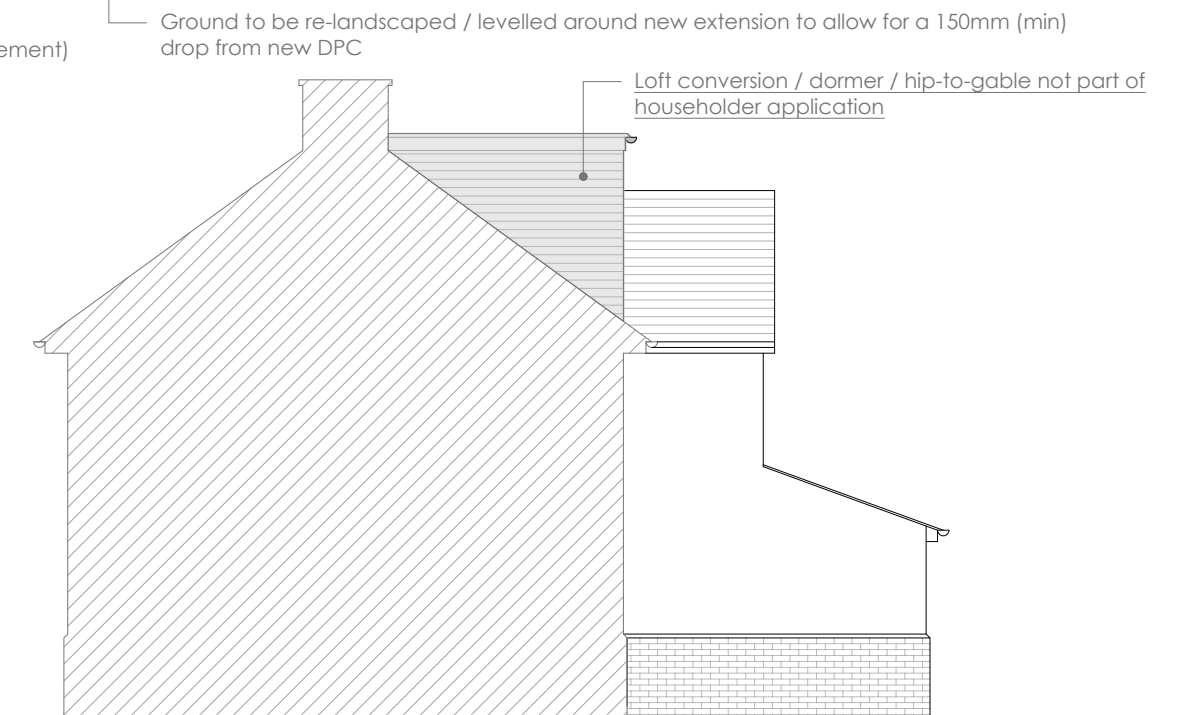 Ground to be re-landscaped / levelled around new extension to allow for a 150mm (min)
drop from new DPC
ement)
Loft conversion / dormer / hip-to-gable not part of
householder application